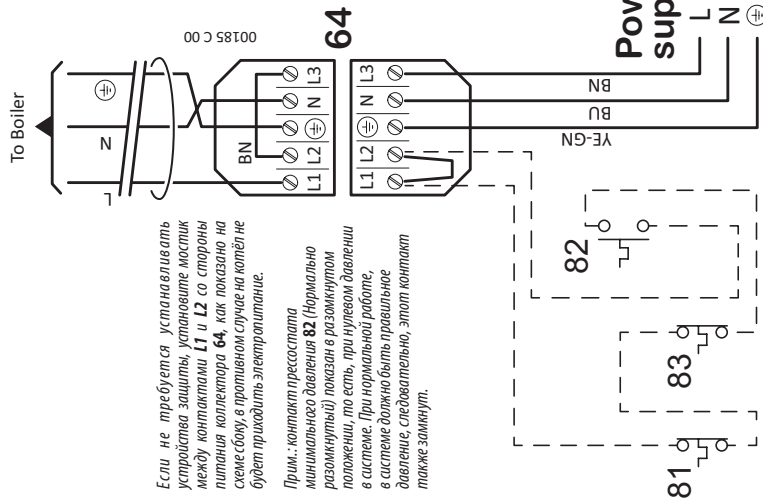 To Boiler
L
N
00185 C 00
64
BN
L1
L2
N
L3
L1
L2
N
L3
BN
BU
YE-GN
Pow
sup
L
N
Если не требуется устанавливать
устройства защиты, установите мостик
между контактами L1 и L2 со стороны
питания коллектора 64, как показано на
схеме сбоку, в противном случае на котёл не
будет приходить электропитание.
Прим.: контакт прессостата
минимального давления 82 (Нормально
разомкнутый) показан в разомкнутом
положении, то есть, при нулевом давлении
в системе. При нормальной работе,
в системе должно быть правильное
давление, следовательно, этот контакт
также замкнут.
82
83
81